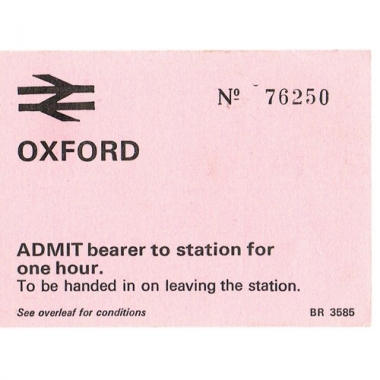 Nº 76250
OXFORD
ADMIT bearer to station for
one hour.
To be handed in on leaving the station.
See overleaf for conditions BR 3585